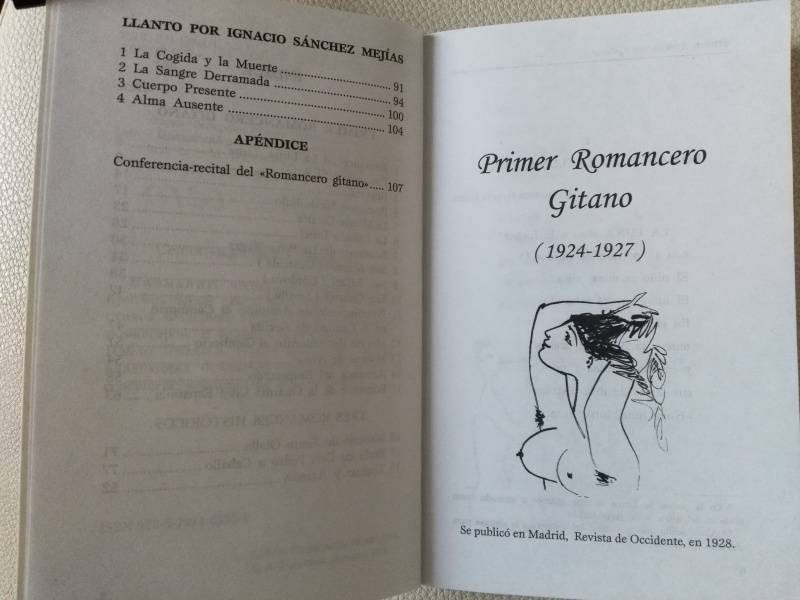 LLANTO POR IGNACIO SÁNCHEZ MEJÍAS
1 La Cogida y la Muerte .......................... 91
2 La Sangre Derramada .......................... 94
3 Cuerpo Presente .................................. 100
4 Alma Ausente ..................................... 104
APÉNDICE
Conferencia-recital del «Romancero gitano»..... 107
Primer Romancero
Gitano
( 1924-1927 )
Se publicó en Madrid, Revista de Occidente, en 1928.